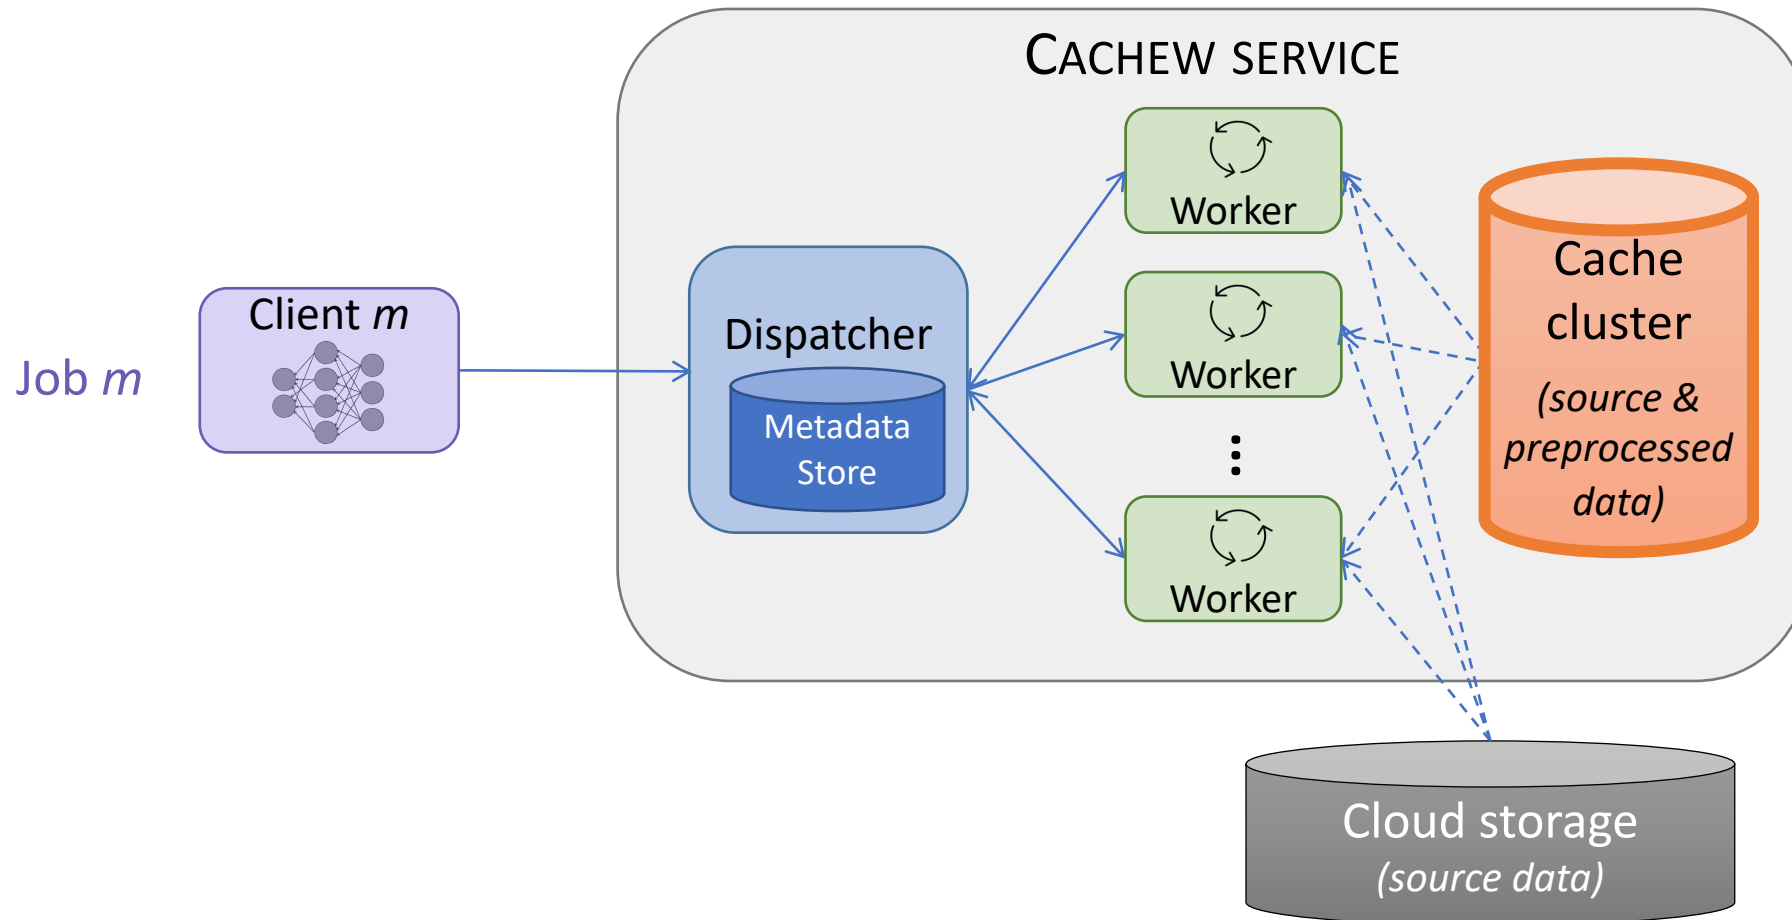 CACHEW SERVICE
Worker
Worker
Worker
Cache
cluster
(source &
preprocessed
data)
Dispatcher
Metadata
Store
Client m
Job m
Cloud storage
(source data)